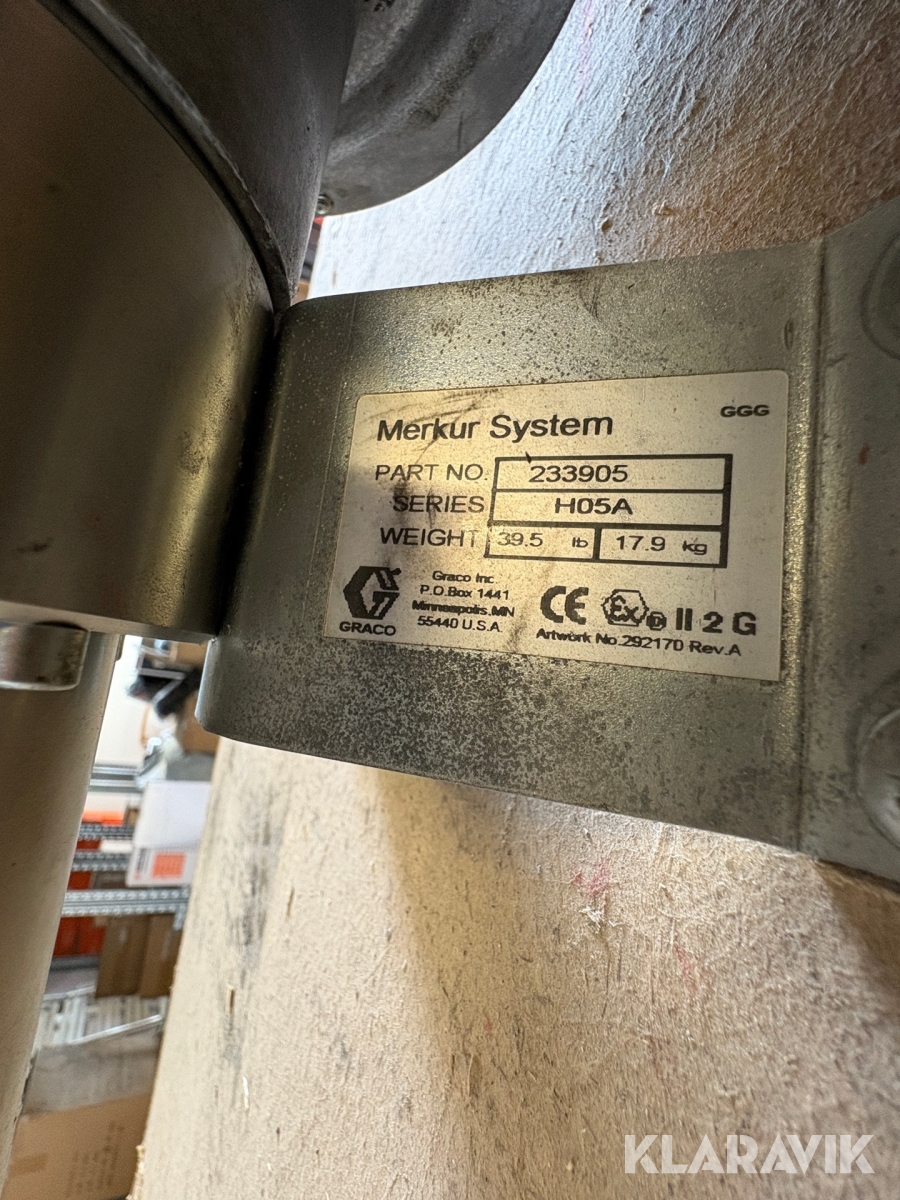 Merkur System GGG
PART NO. 233905
SERIES H05A
WEIGHT 39.5 lb 17.9 kg
Graco Inc
P.O.Box 1441
Minneapolis.MN
55440 U.S.A.
GRACO
CE Ex II 2 G
Artwork No.292170 Rev.A
KLARAVIK